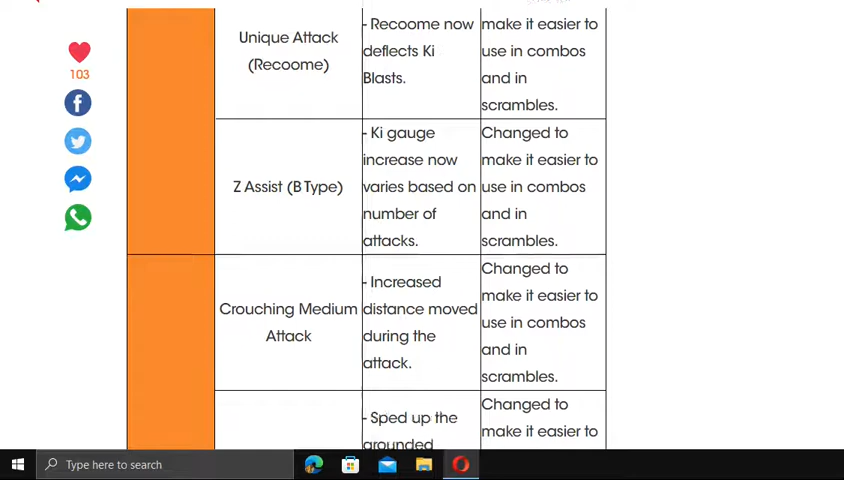 make it easier to
use in combos
and in
scrambles.
Unique Attack
(Recoome)
- Recoome now
deflects Ki
Blasts.
103
Z Assist (B Type)
- Ki gauge
increase now
varies based on
number of
attacks.
Changed to
make it easier to
use in combos
and in
scrambles.
Crouching Medium
Attack
- Increased
distance moved
during the
attack.
Changed to
make it easier to
use in combos
and in
scrambles.
- Sped up the
grounded
Changed to
make it easier to
Type here to search